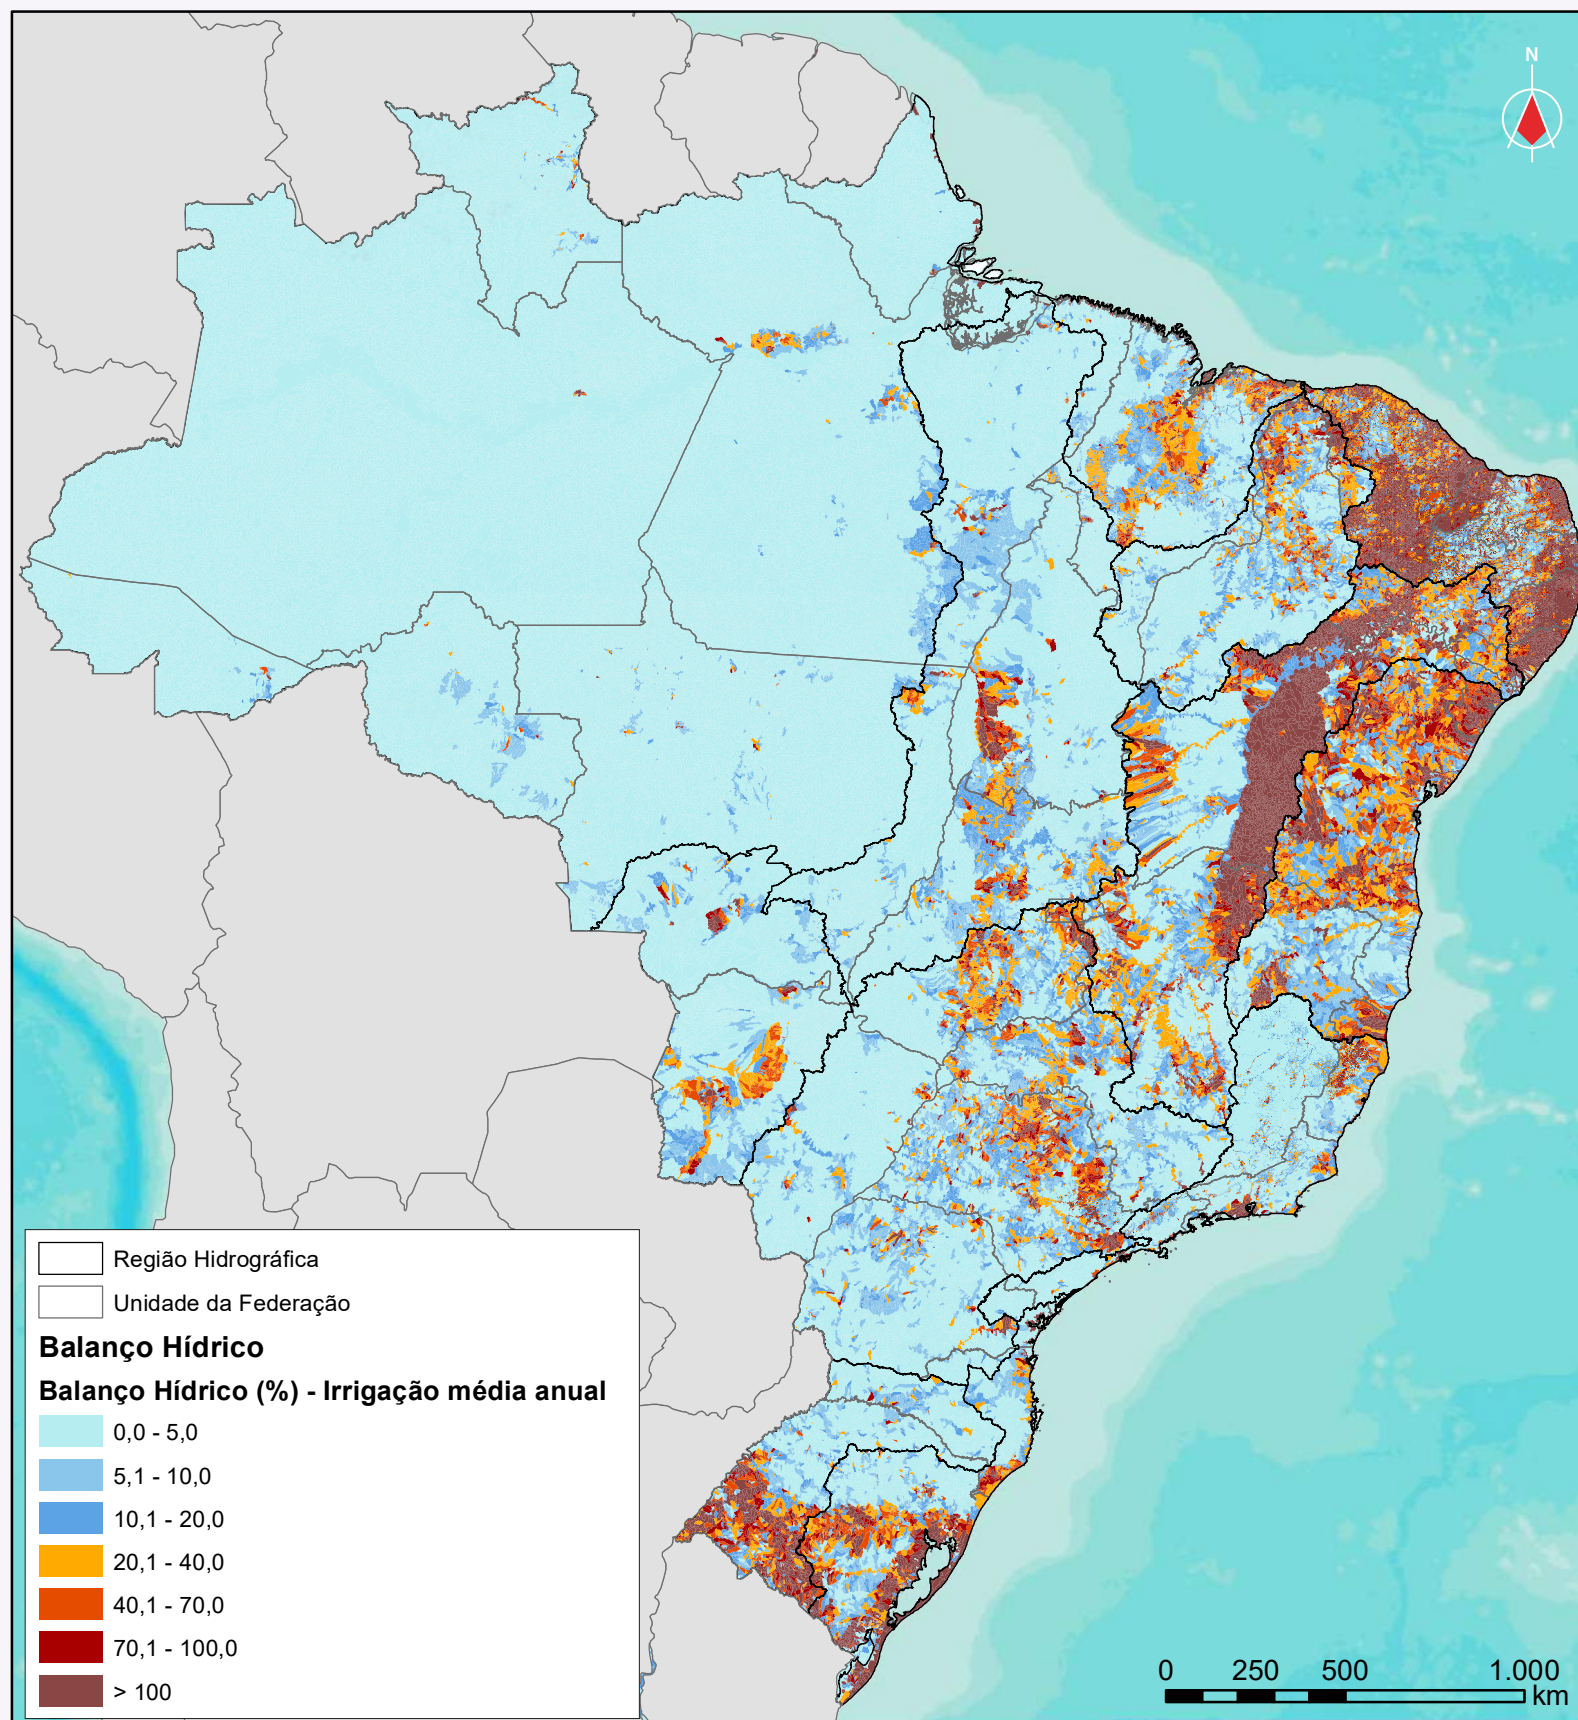 N
Região Hidrográfica
Unidade da Federação
Balanço Hídrico
Balanço Hídrico (%) - Irrigação média anual
0,0 - 5,0
5,1 - 10,0
10,1 - 20,0
20,1 - 40,0
40,1 - 70,0
70,1 - 100,0
> 100
0 250 500 1.000
km